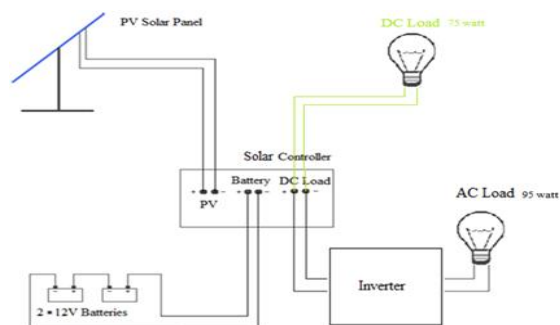 PV Solar Panel
DC Load 75 watt
Solar Controller
Battery DC Load
+ - + - + -
PV
AC Load 95 watt
Inverter
2 * 12V Batteries